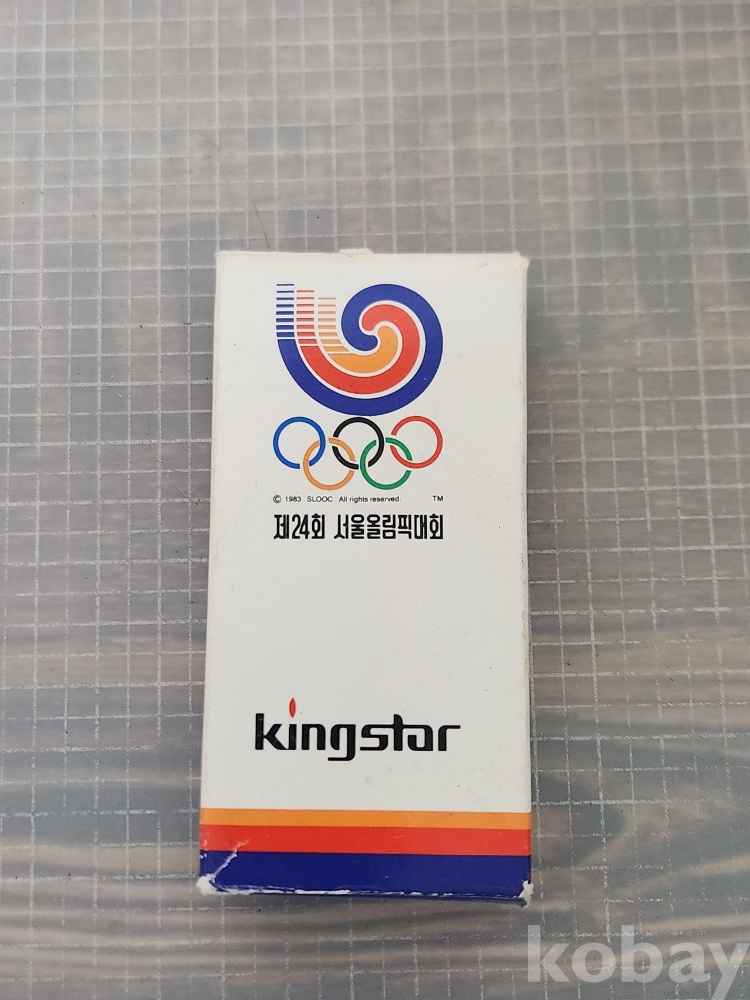 © 1983 SLOOC All rights reserved. TM
제24회 서울올림픽대회
kingstar
kobay